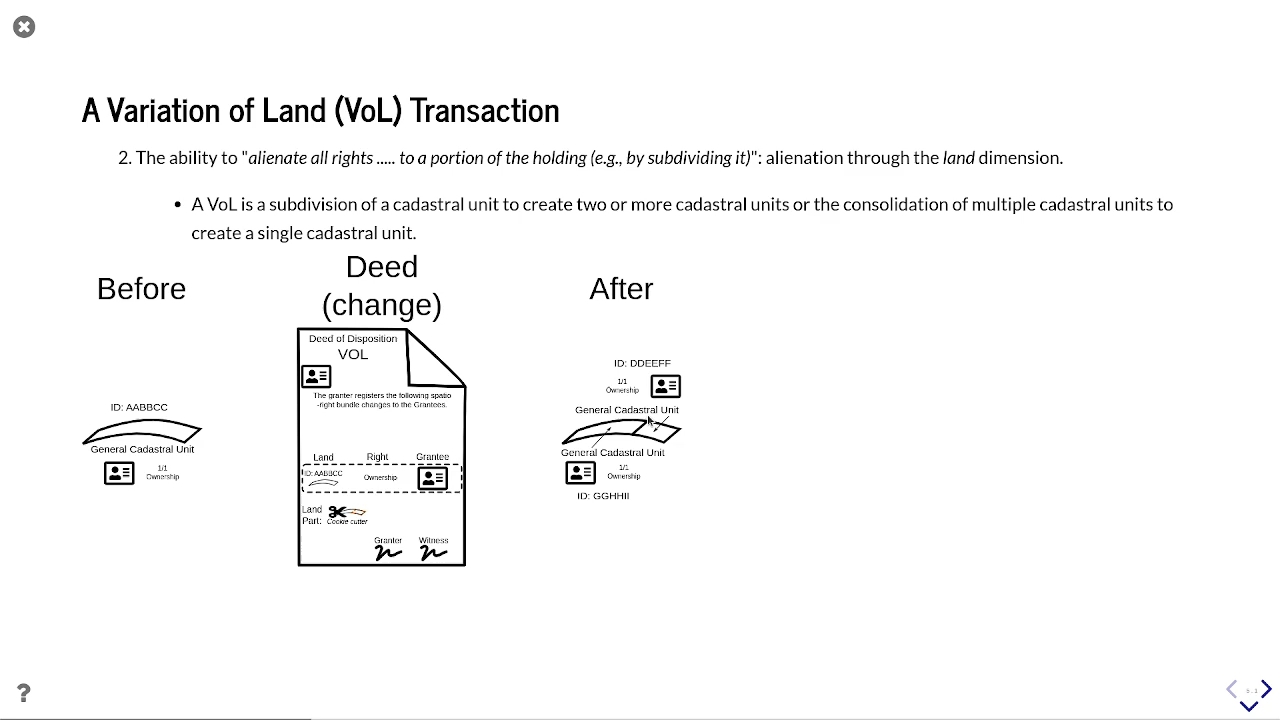 A Variation of Land (VoL) Transaction
2. The ability to "alienate all rights ..... to a portion of the holding (e.g., by subdividing it)": alienation through the land dimension.
• A VoL is a subdivision of a cadastral unit to create two or more cadastral units or the consolidation of multiple cadastral units to
create a single cadastral unit.
Before
ID: AABBCC
General Cadastral Unit
1/1
Ownership
Deed
(change)
Deed of Disposition
VOL
The granter registers the following spatio
-right bundle changes to the Grantees.
Land Right Grantee
ID: AABBCC
Ownership
Land
Part: Cookie cutter
Granter Witness
After
ID: DDEEFF
1/1
Ownership
General Cadastral Unit
General Cadastral Unit
1/1
Ownership
ID: GGHHII
?
5.1